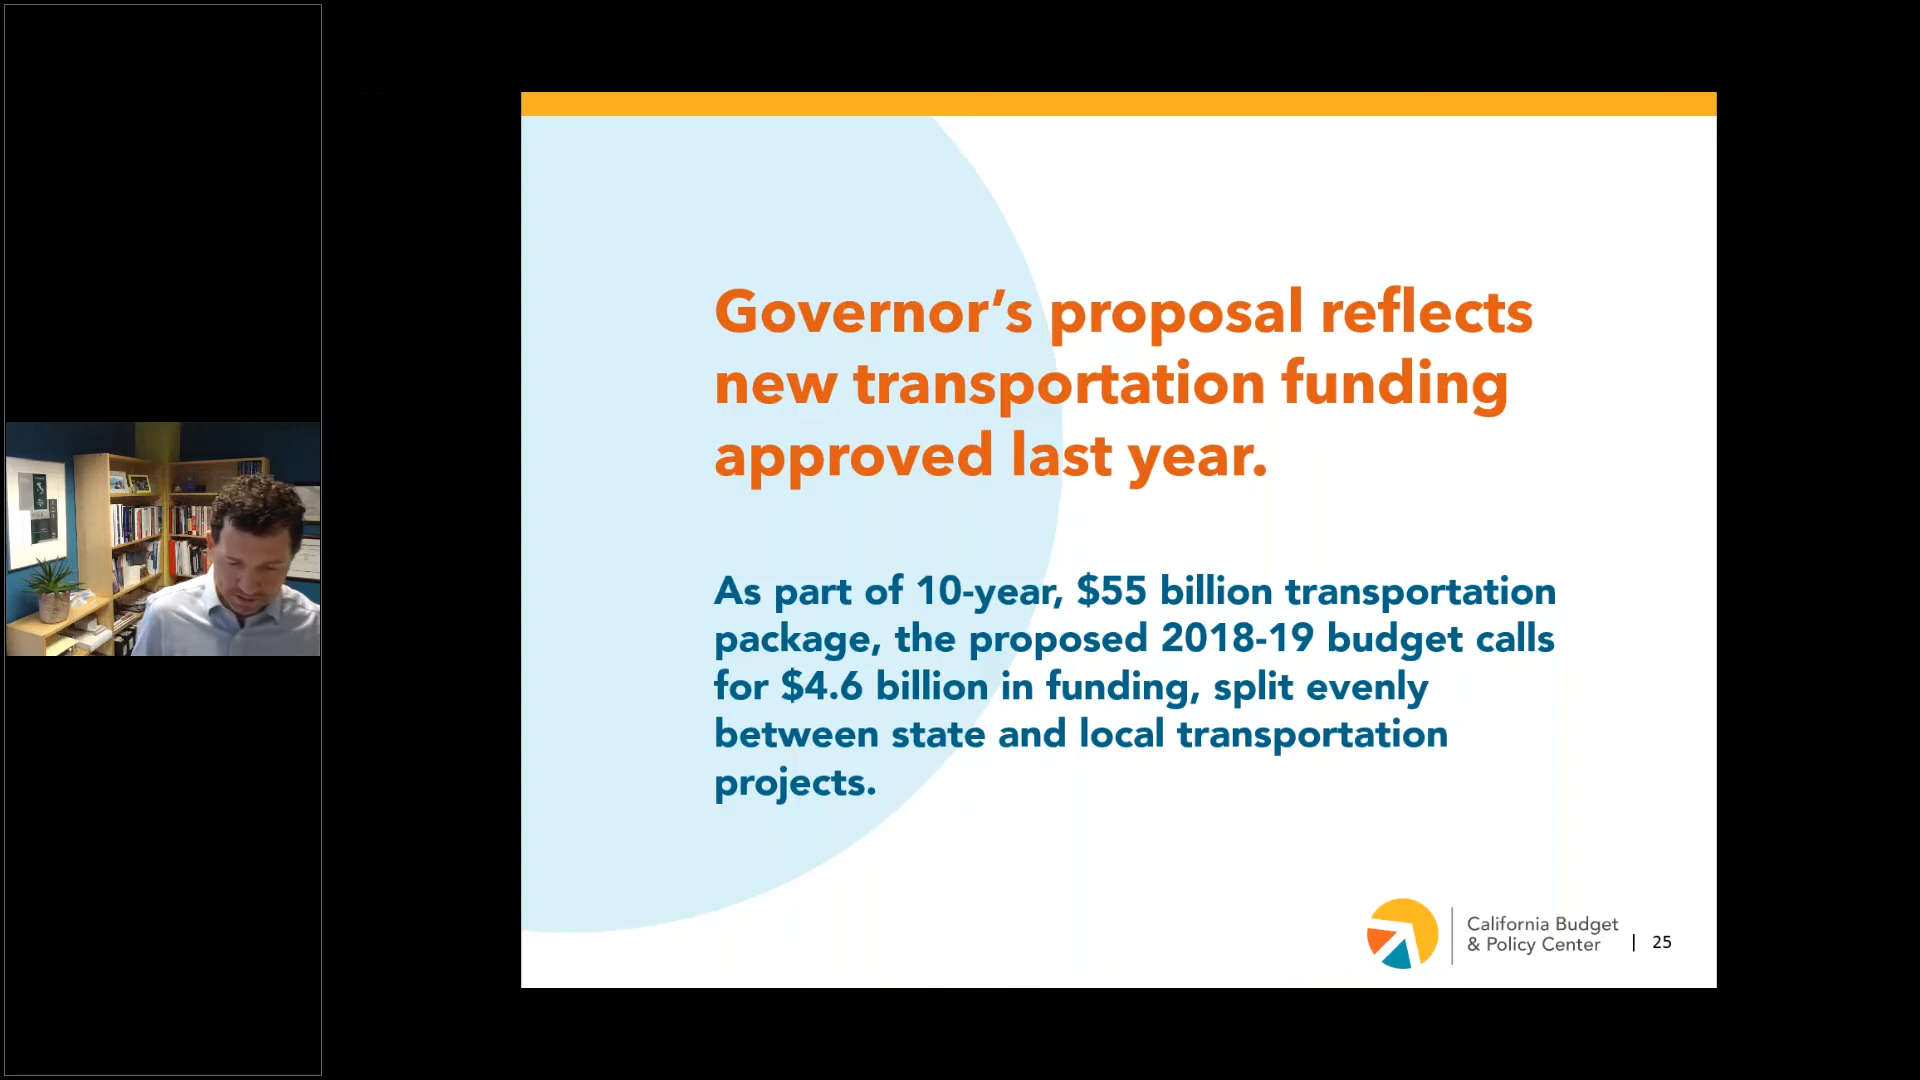 Governor’s proposal reflects
new transportation funding
approved last year.
As part of 10-year, $55 billion transportation
package, the proposed 2018-19 budget calls
for $4.6 billion in funding, split evenly
between state and local transportation
projects.
California Budget
& Policy Center | 25